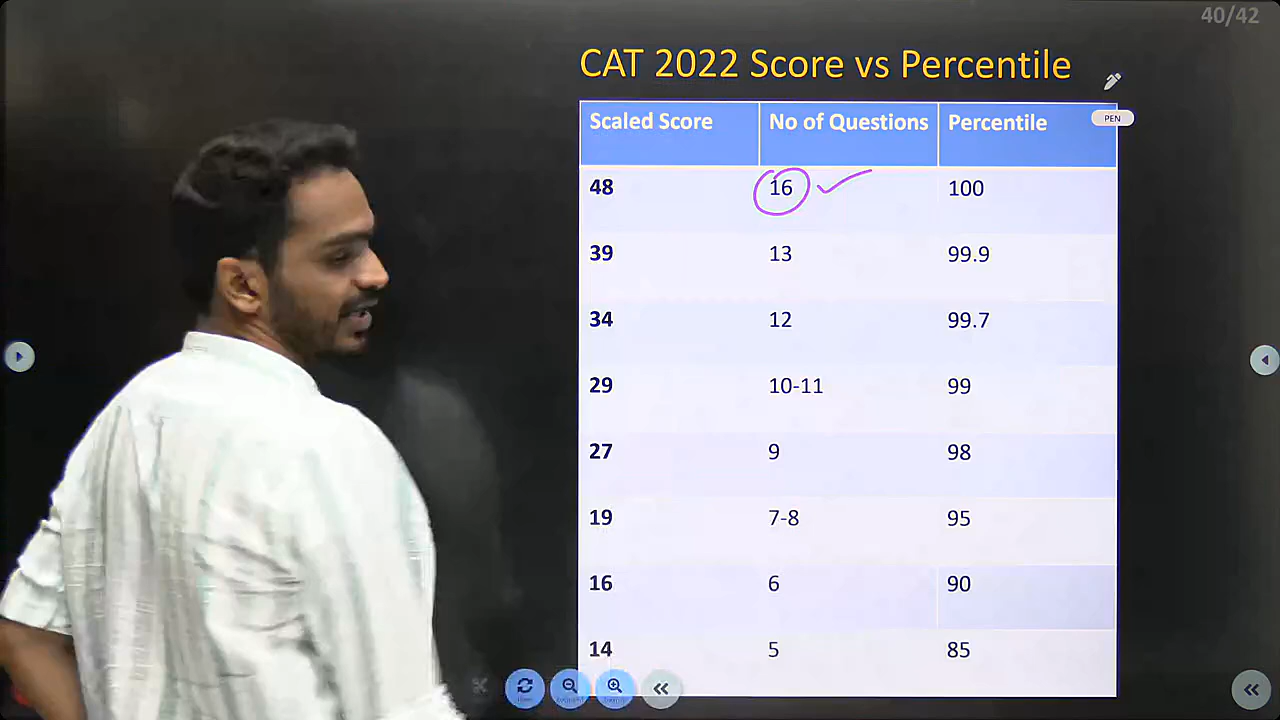 40/42
CAT 2022 Score vs Percentile
PEN
Scaled Score No of Questions Percentile
48 16 100
39 13 99.9
34 12 99.7
29 10-11 99
27 9 98
19 7-8 95
16 6 90
14 5 85